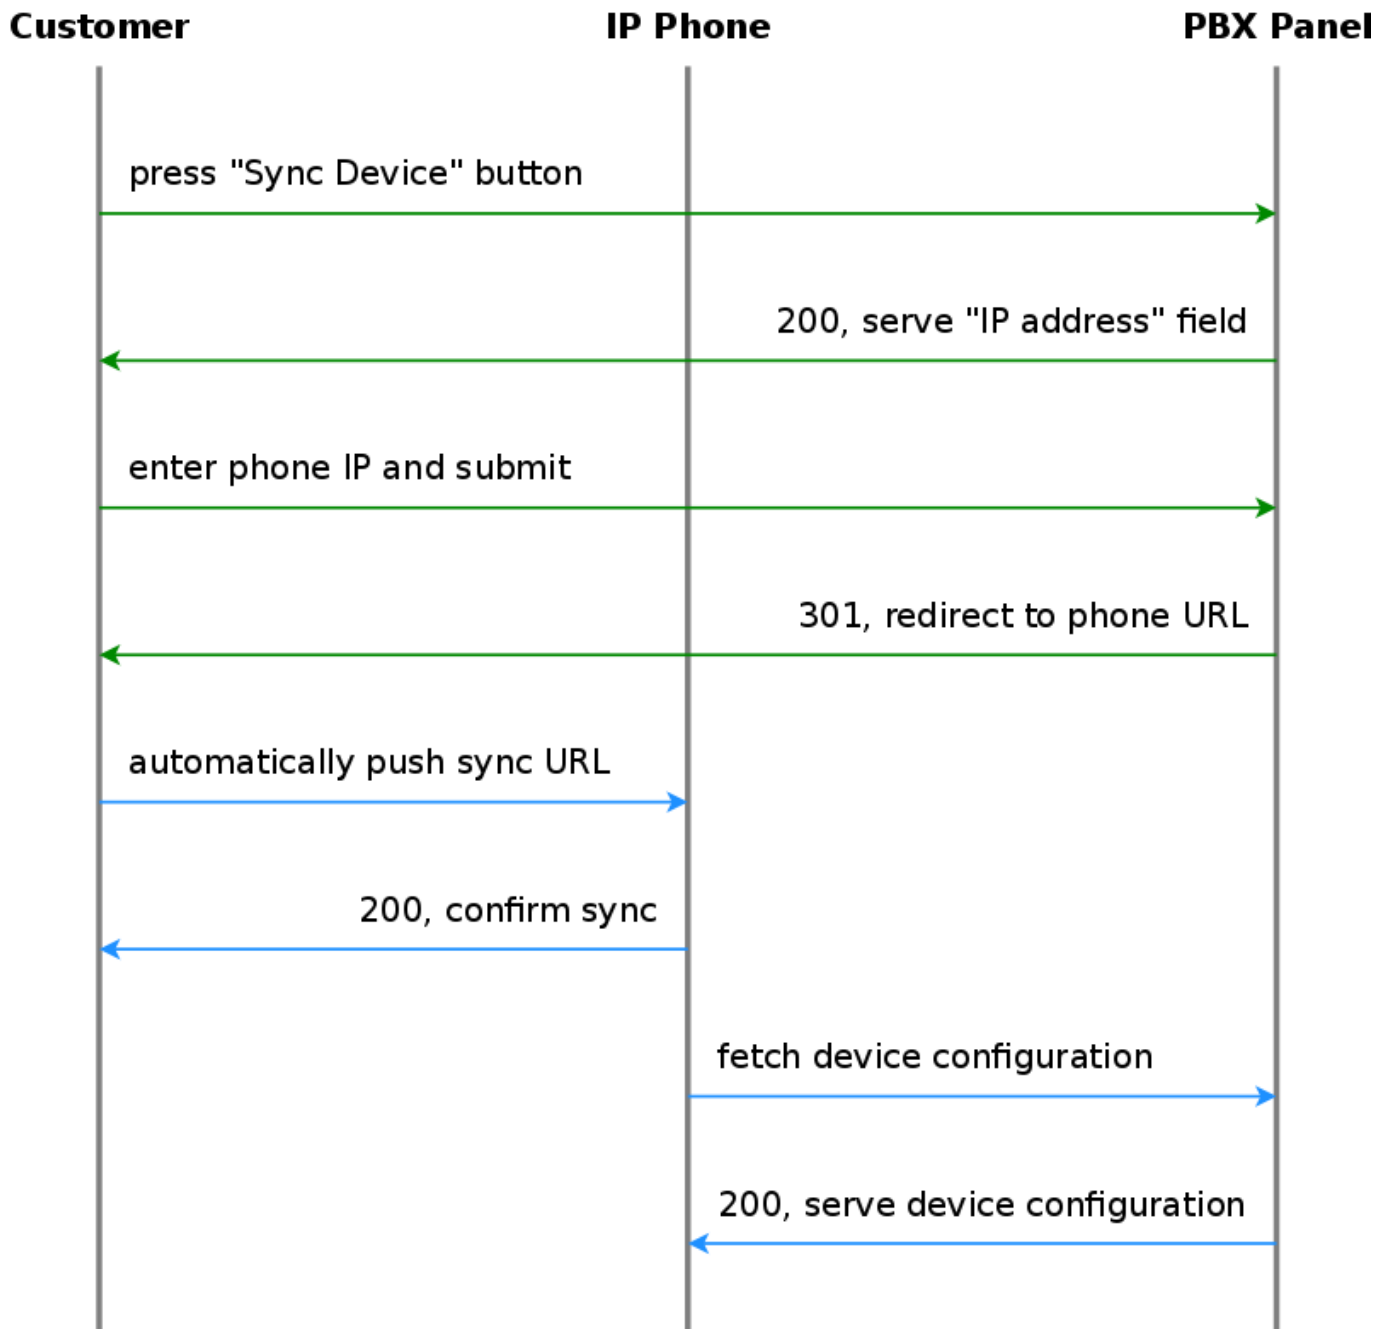 Customer IP Phone PBX Panel
press "Sync Device" button
200, serve "IP address" field
enter phone IP and submit
301, redirect to phone URL
automatically push sync URL
200, confirm sync
fetch device configuration
200, serve device configuration